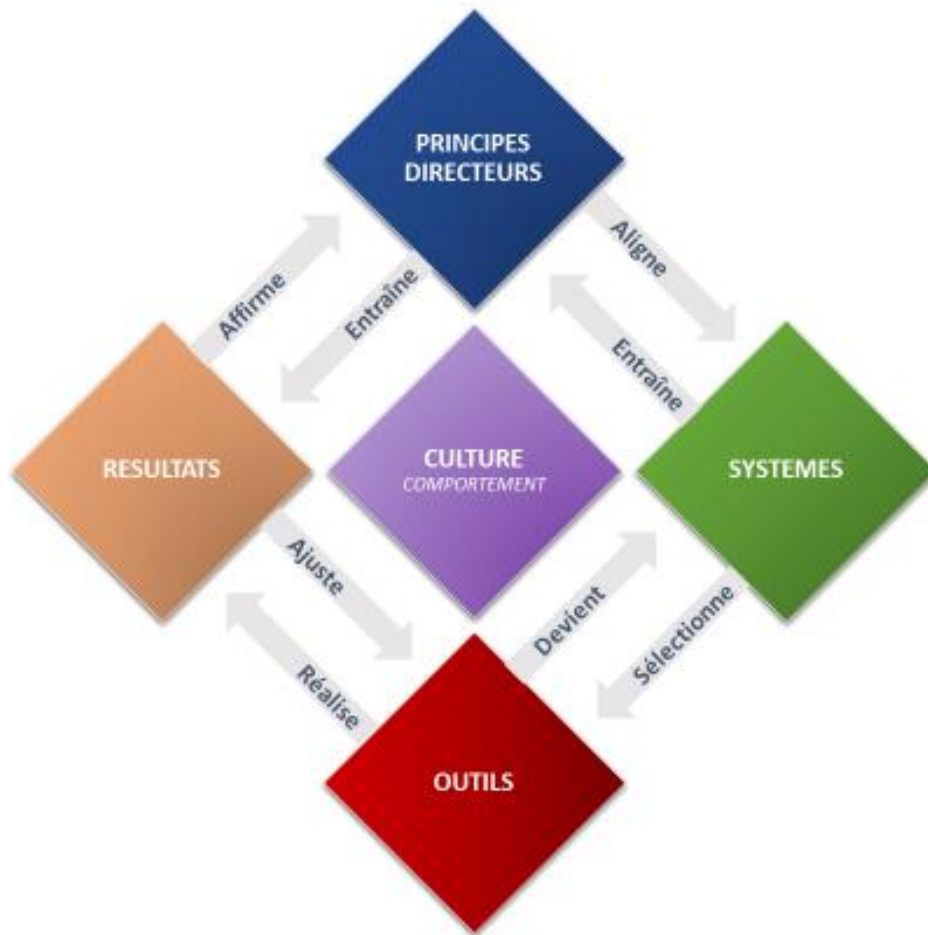 PRINCIPES
DIRECTEURS
Affirme
Entraîne
Aligne
Entraîne
RESULTATS
CULTURE
COMPORTEMENT
SYSTEMES
Ajuste
Réalise
Devient
Sélectionne
OUTILS